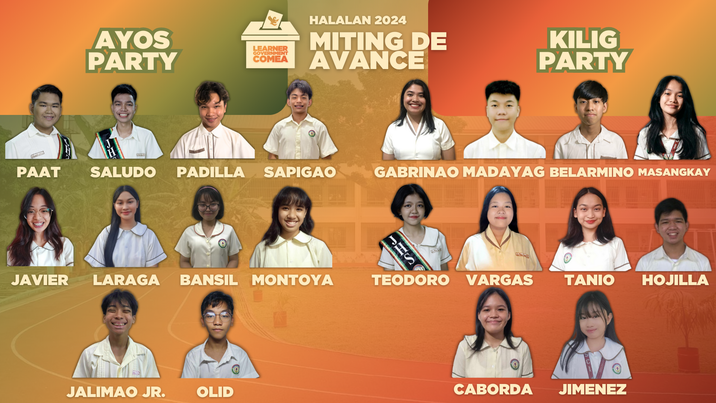 AYOS
PARTY
LEARNER
GOVERNMENT
COMEA
HALALAN 2024
MITING DE
AVANCE
KILIG
PARTY
PAAT
SALUDO
PADILLA
SAPIGAO
GABRINAO
MADAYAG
BELARMINO
MASANGKAY
JAVIER
LARAGA
BANSIL
MONTOYA
TEODORO
VARGAS
TANIO
HOJILLA
JALIMAO JR.
OLID
CABORDA
JIMENEZ